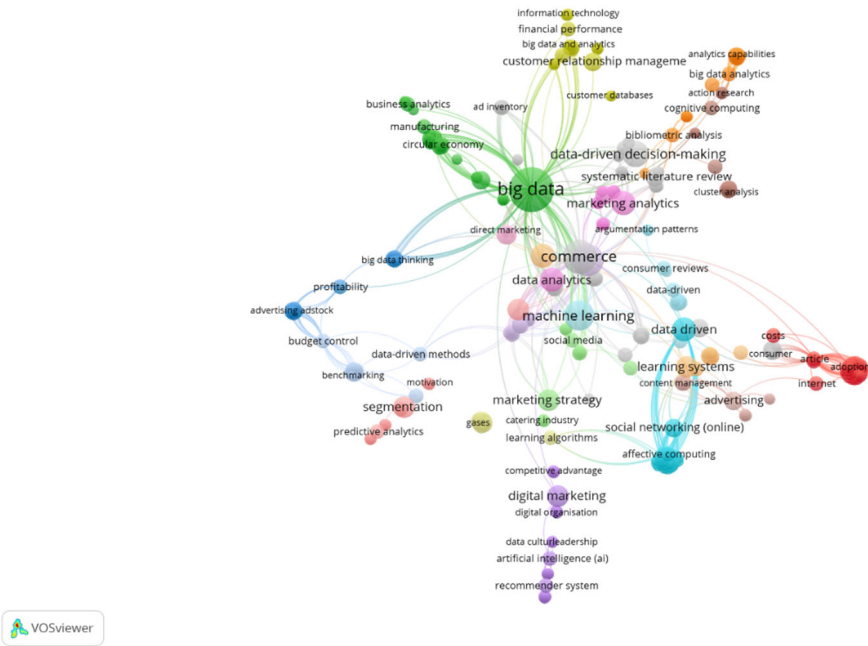 information technology
financial performance
big data and analytics
customer relationship manageme
analytics capabilities
big data analytics
action research
customer databases
business analytics
ad inventory
cognitive computing
manufacturing
bibliometric analysis
circular economy
data-driven decision-making
systematic literature review
big data
cluster analysis
marketing analytics
direct marketing
argumentation patterns
big data thinking
commerce
consumer reviews
data analytics
profitability
data-driven
advertising adstock
machine learning
data driven
costs
budget control
social media
data-driven methods
consumer
article
learning systems
adoption
benchmarking
motivation
content management
internet
segmentation
marketing strategy
advertising
catering industry
gases
social networking (online)
predictive analytics
learning algorithms
affective computing
competitive advantage
digital marketing
digital organisation
data cultureleadership
artificial intelligence (ai)
recommender system
VOSviewer